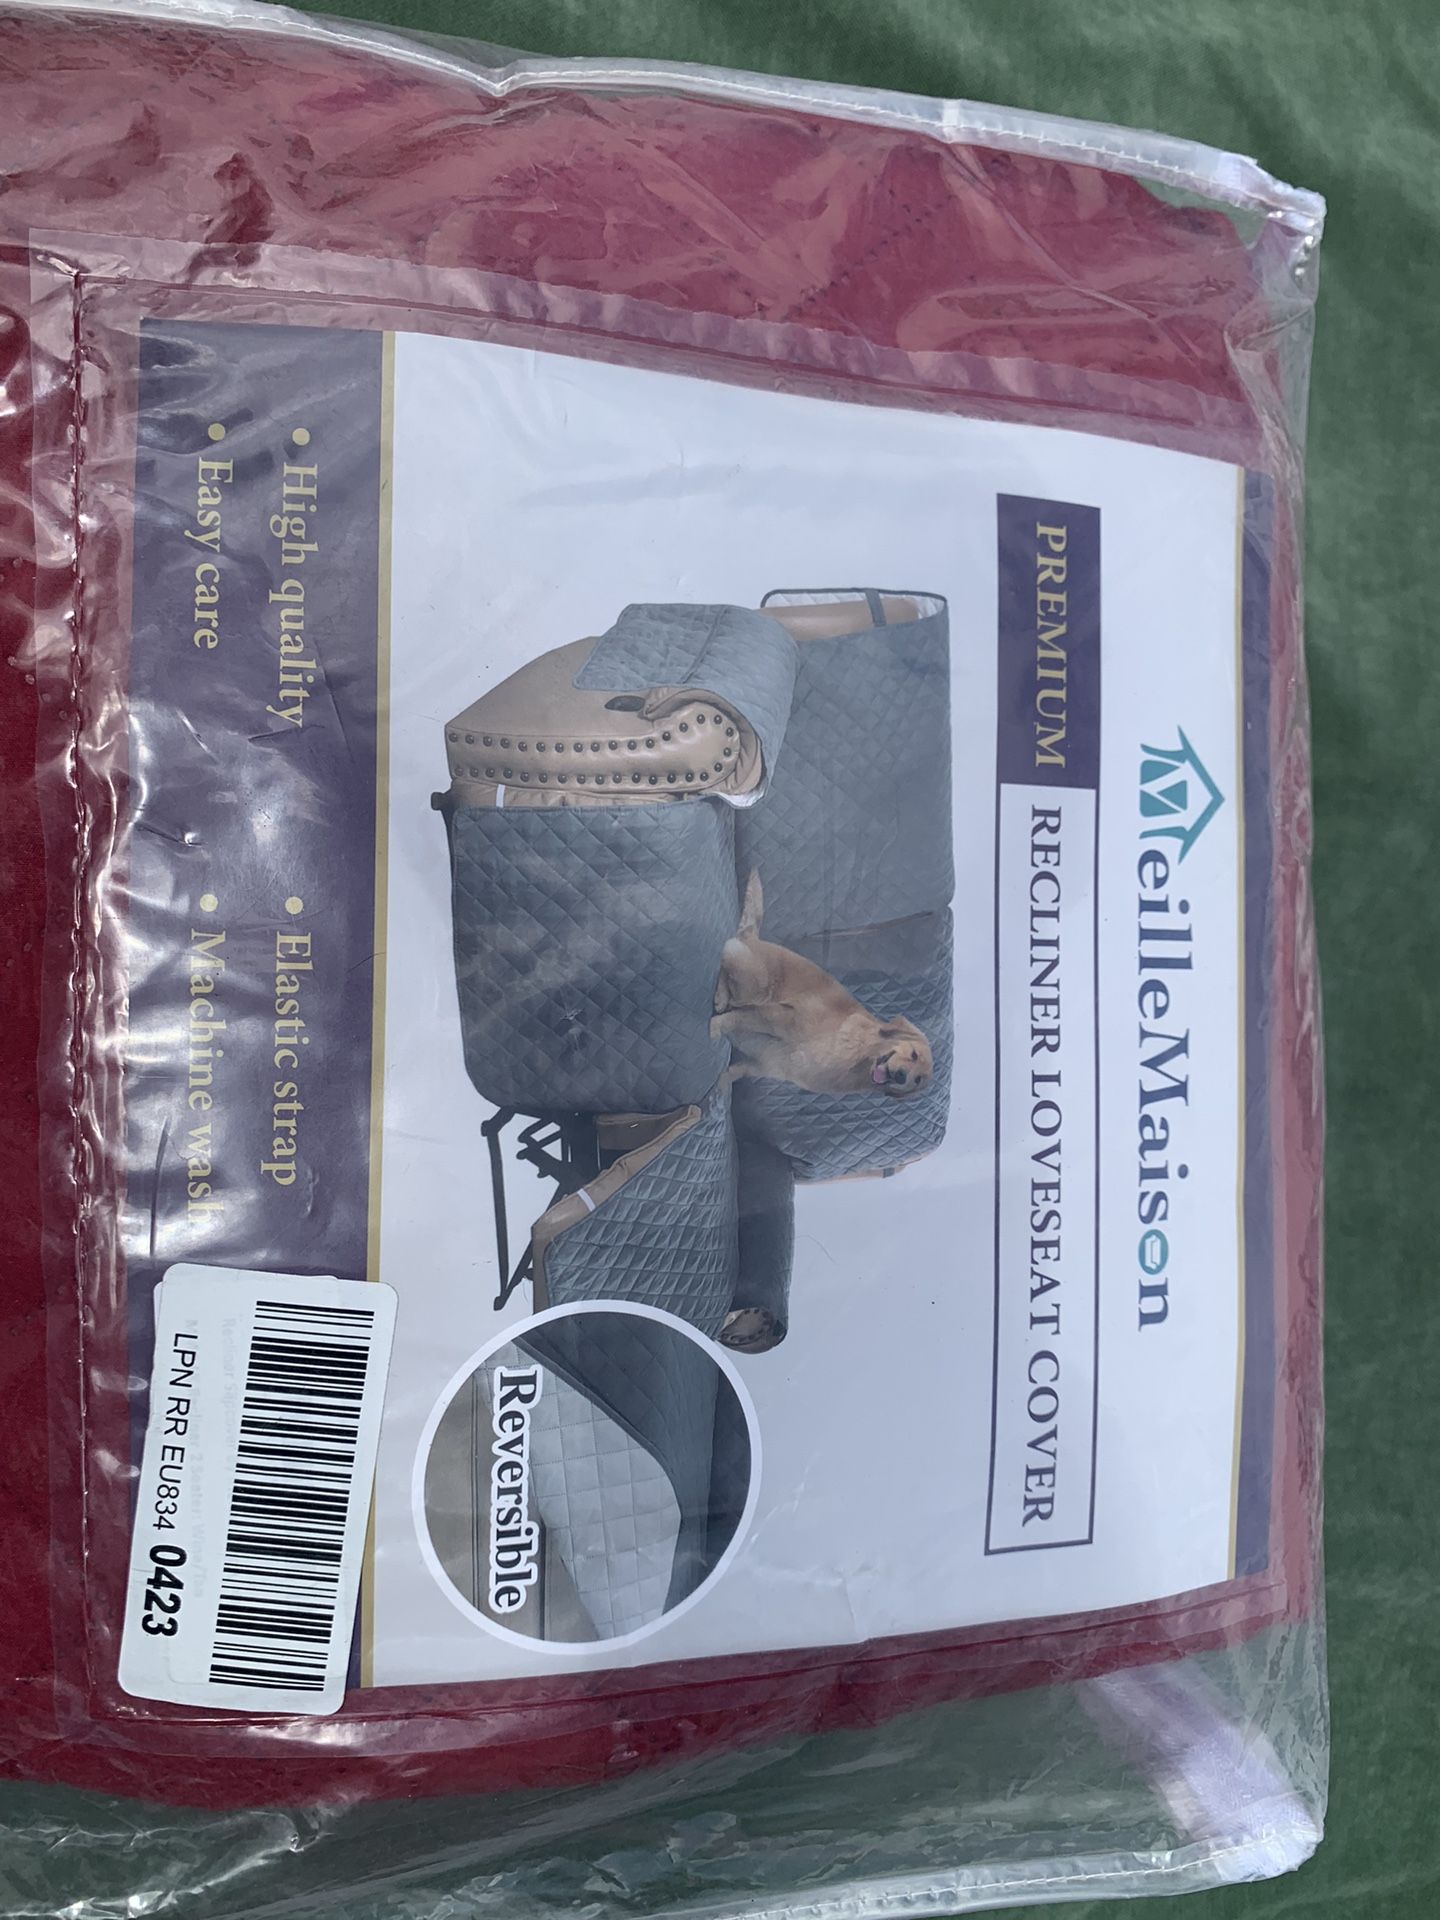 MeilleMaison
PREMIUM RECLINER LOVESEAT COVER
Reversible
• High quality • Elastic strap
• Easy care • Machine wash
LPN RR EU834 0423